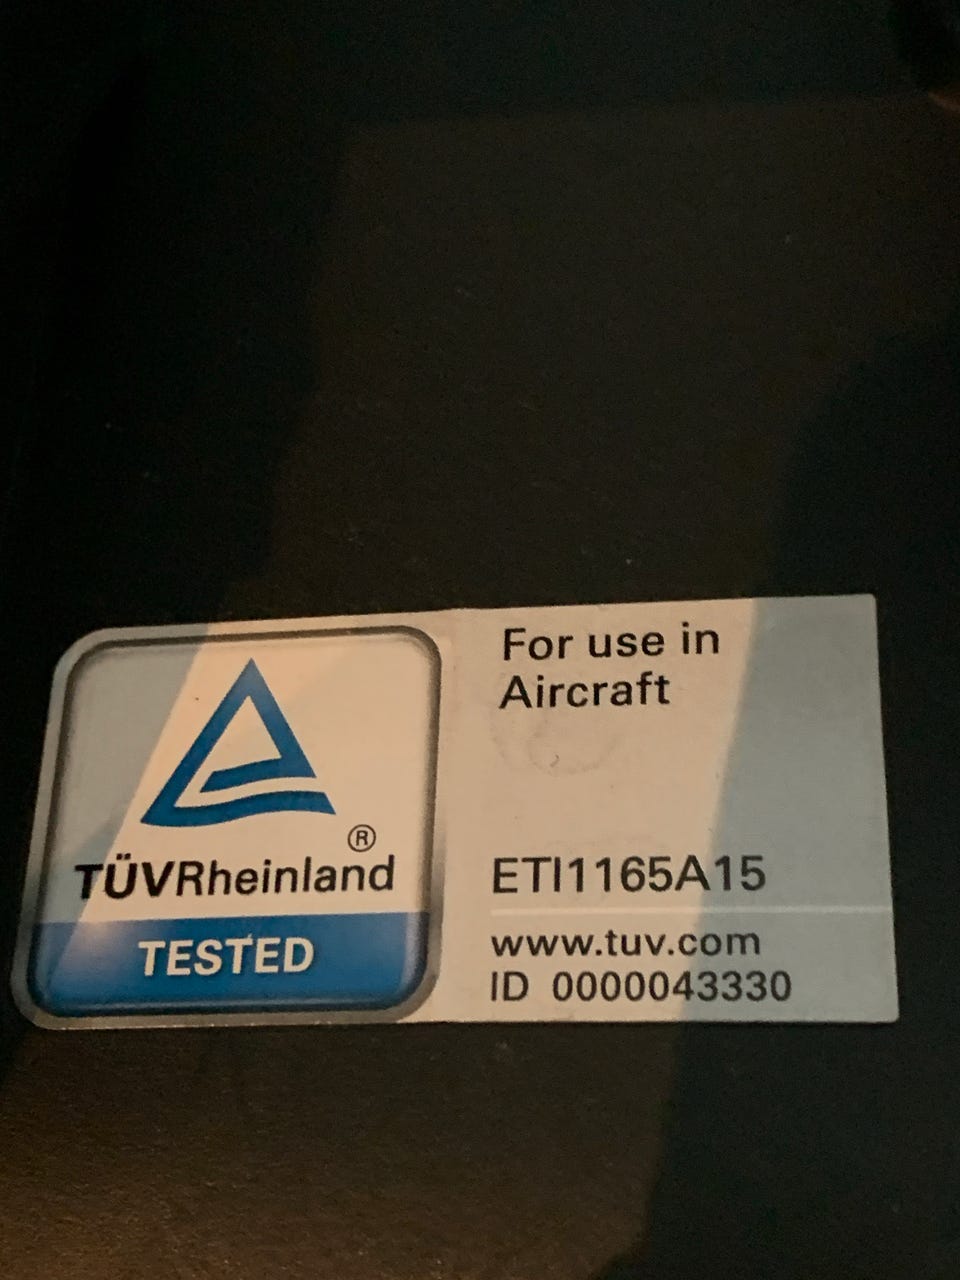 ®
TÜVRheinland
TESTED
For use in
Aircraft
ETI1165A15
www.tuv.com
ID 0000043330